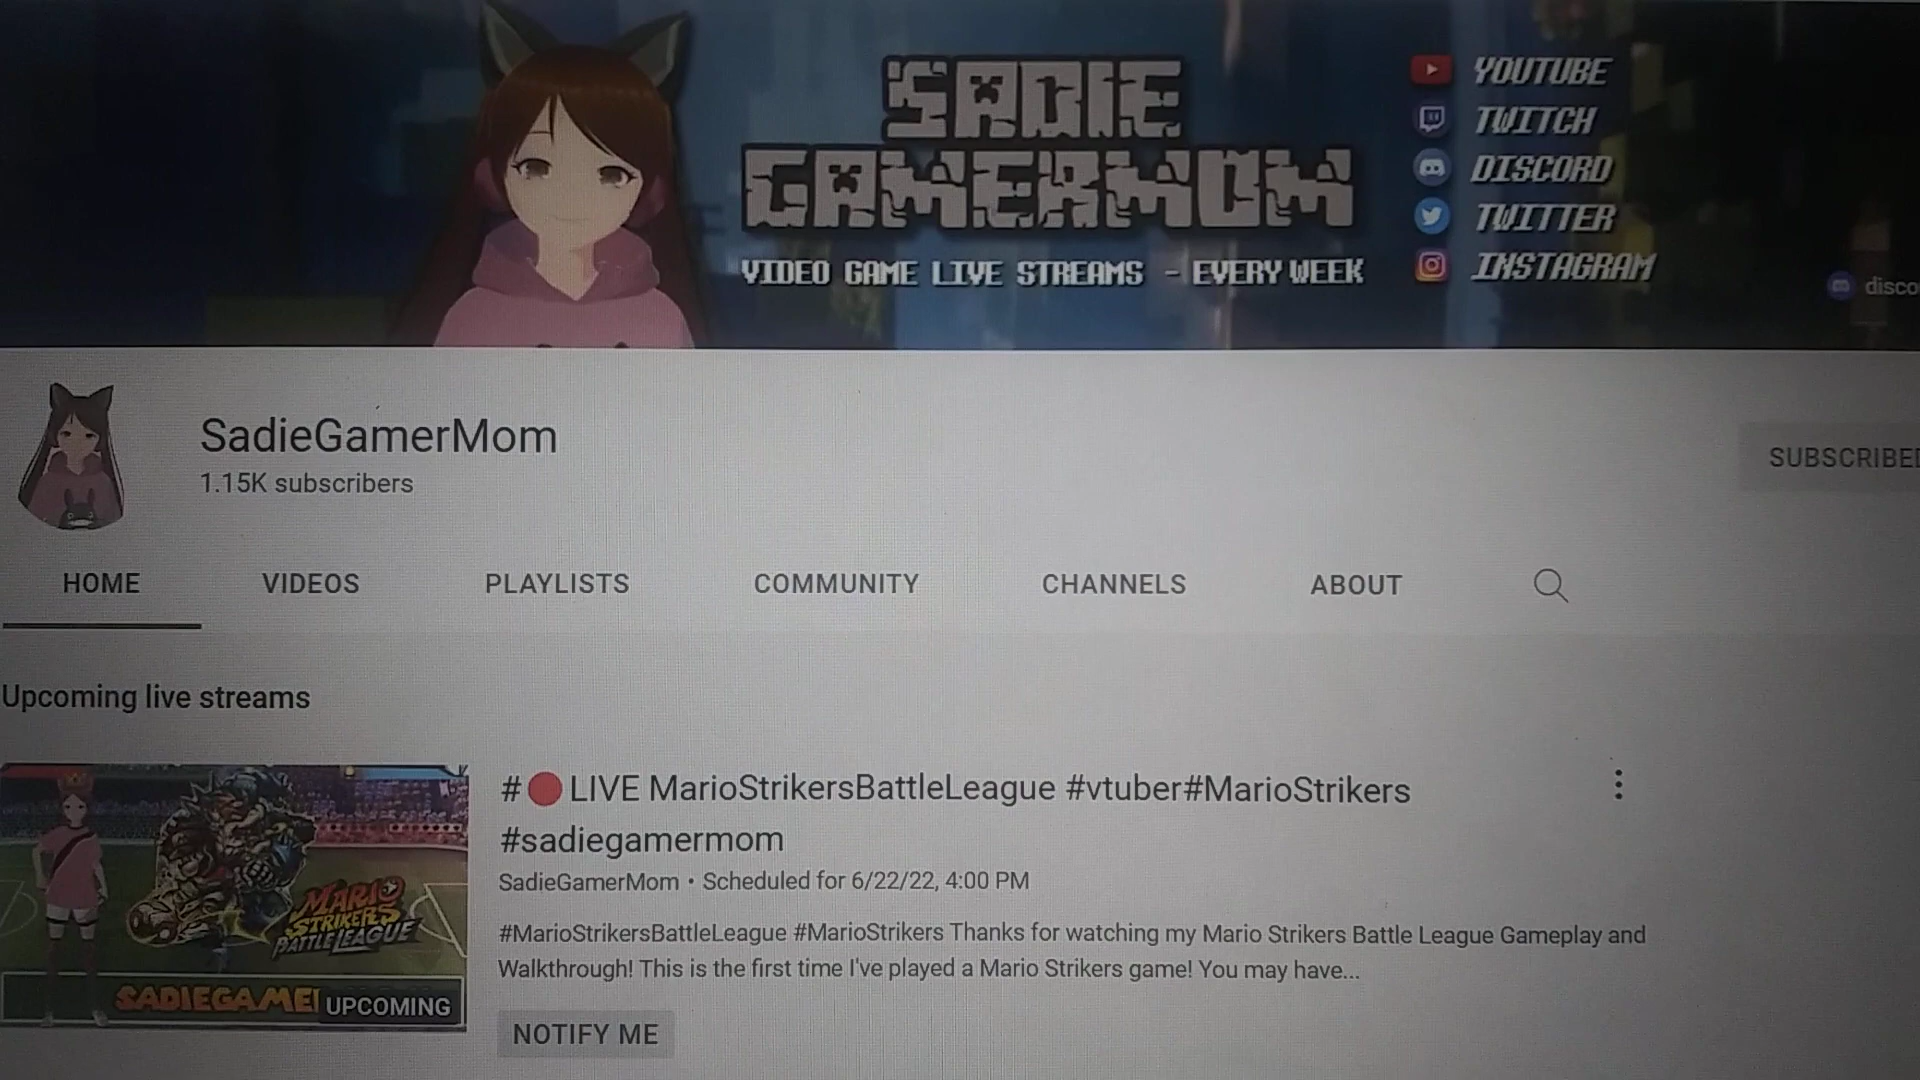 SADIE
GAMERMOM
VIDEO GAME LIVE STREAMS - EVERY WEEK
YOUTUBE
TWITCH
DISCORD
TWITTER
INSTAGRAM
disco
SadieGamerMom
1.15K subscribers
SUBSCRIBED
HOME VIDEOS PLAYLISTS COMMUNITY CHANNELS ABOUT
Upcoming live streams
MARIO
STRIKERS
BATTLE LEAGUE
SADIEGAMER
UPCOMING
#🔴LIVE MarioStrikersBattleLeague #vtuber#MarioStrikers
#sadiegamermom
SadieGamerMom • Scheduled for 6/22/22, 4:00 PM
#MarioStrikersBattleLeague #MarioStrikers Thanks for watching my Mario Strikers Battle League Gameplay and
Walkthrough! This is the first time I've played a Mario Strikers game! You may have...
NOTIFY ME